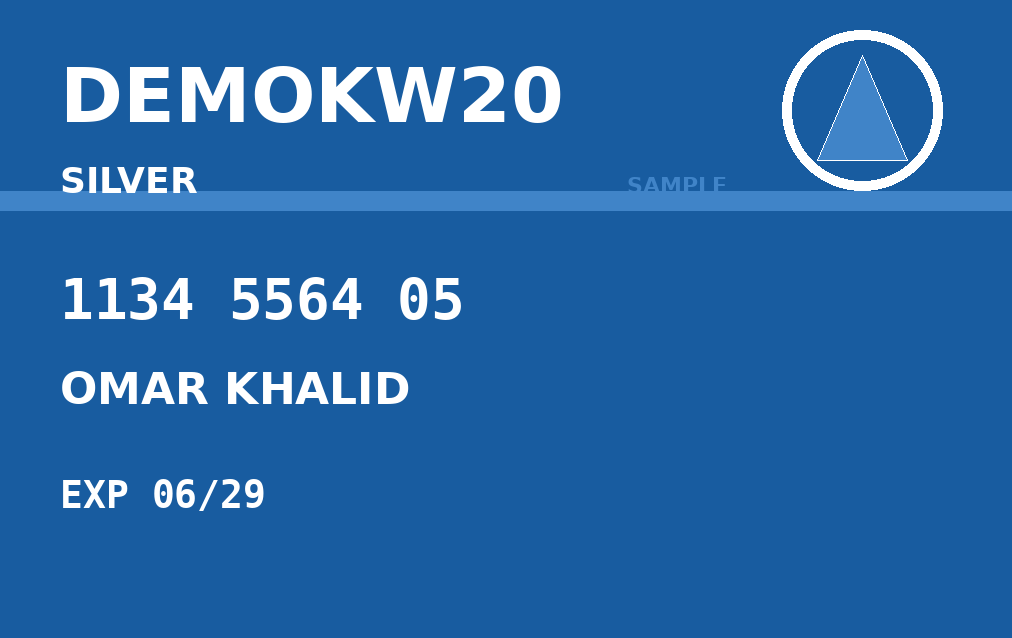 DEMOKW20
SILVER
SAMPLE
1134 5564 05
OMAR KHALID
EXP 06/29